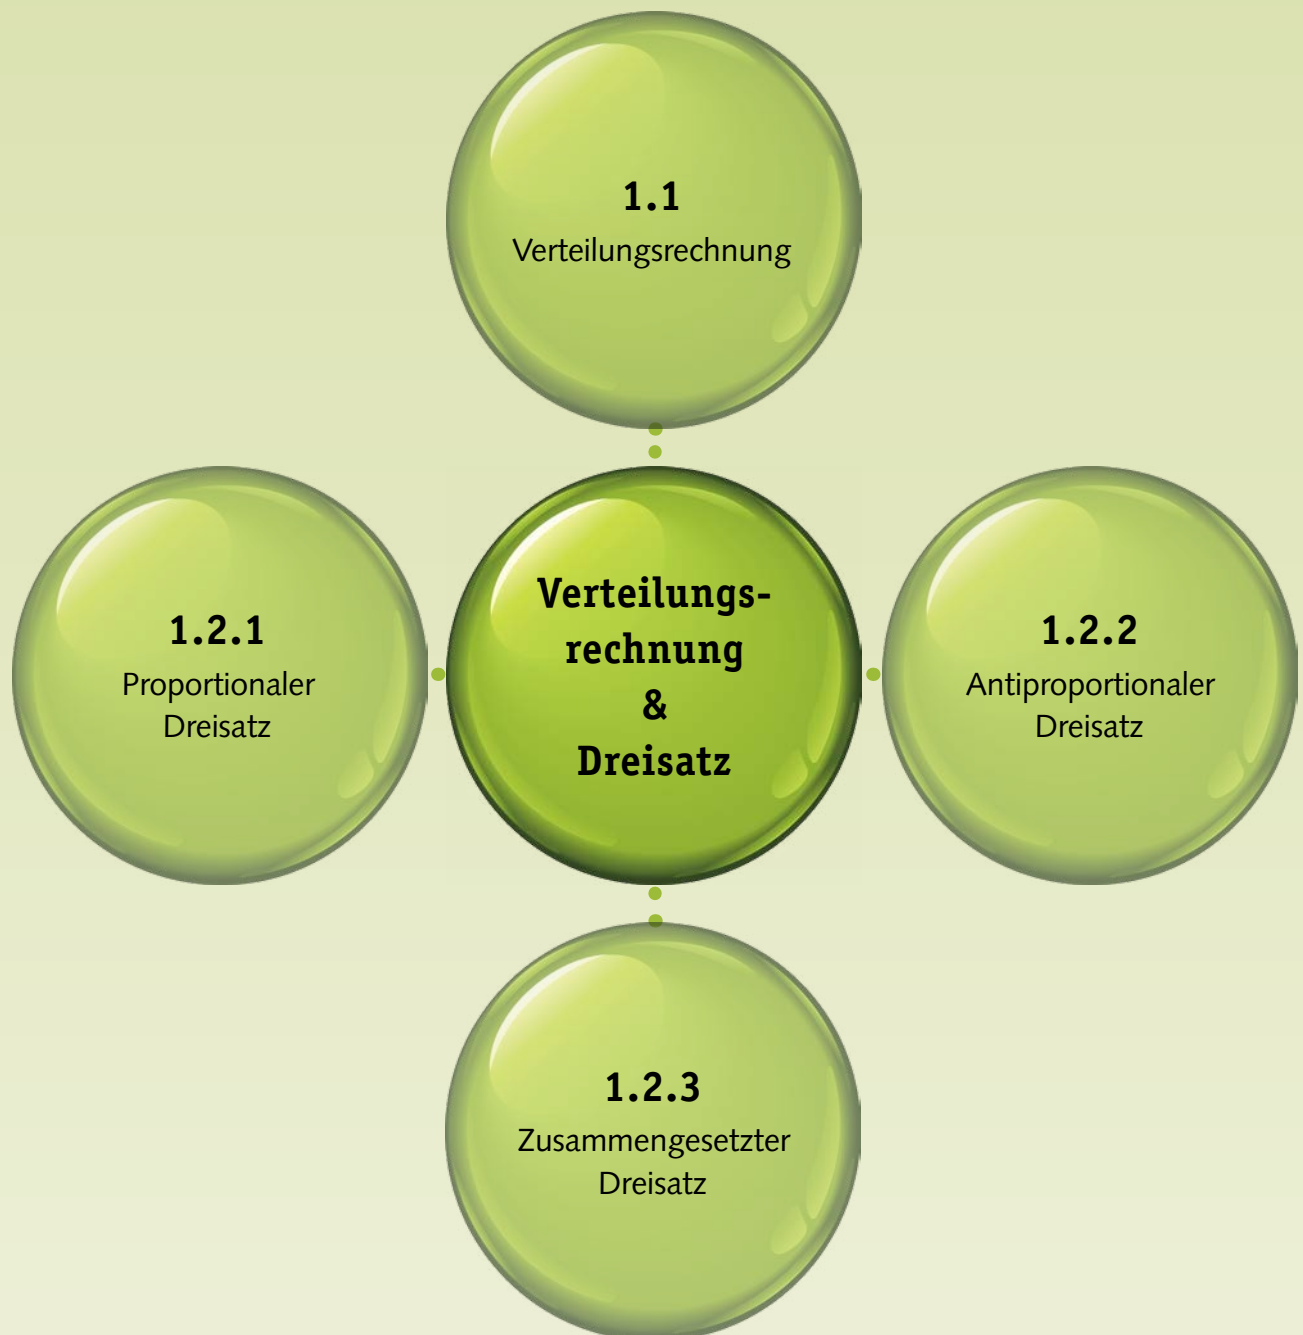 1.1
Verteilungsrechnung
1.2.1
Proportionaler
Dreisatz
Verteilungs-
rechnung
&
Dreisatz
1.2.2
Antiproportionaler
Dreisatz
1.2.3
Zusammengesetzter
Dreisatz